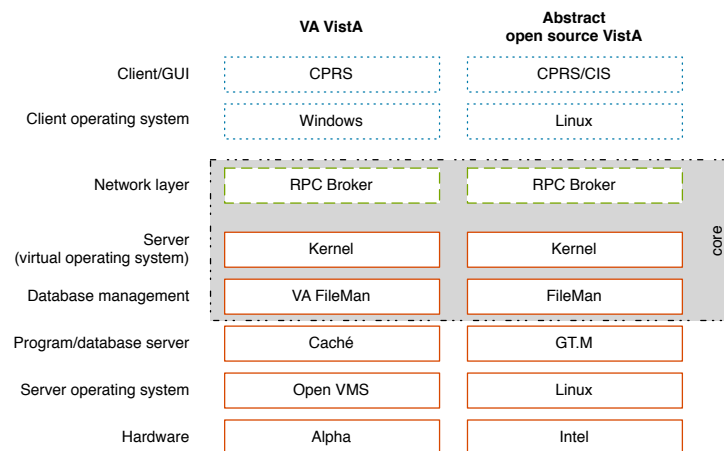 VA VistA
Abstract
open source VistA
Client/GUI
CPRS
CPRS/CIS
Client operating system
Windows
Linux
Network layer
RPC Broker
RPC Broker
Server
(virtual operating system)
Kernel
Kernel
core
Database management
VA FileMan
FileMan
Program/database server
Caché
GT.M
Server operating system
Open VMS
Linux
Hardware
Alpha
Intel